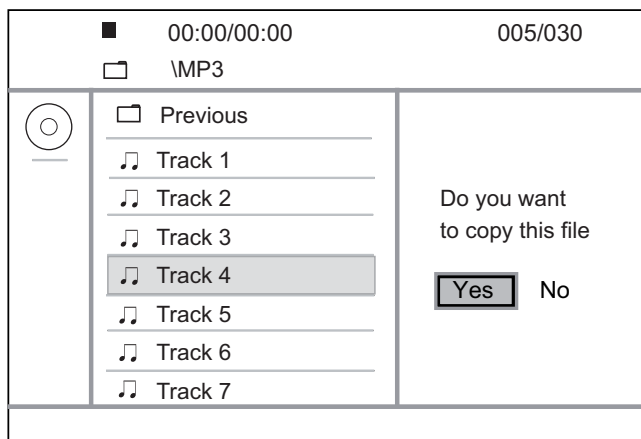 00:00/00:00 005/030
\MP3
Previous
Track 1
Track 2
Track 3
Track 4
Track 5
Track 6
Track 7
Do you want
to copy this file
Yes No